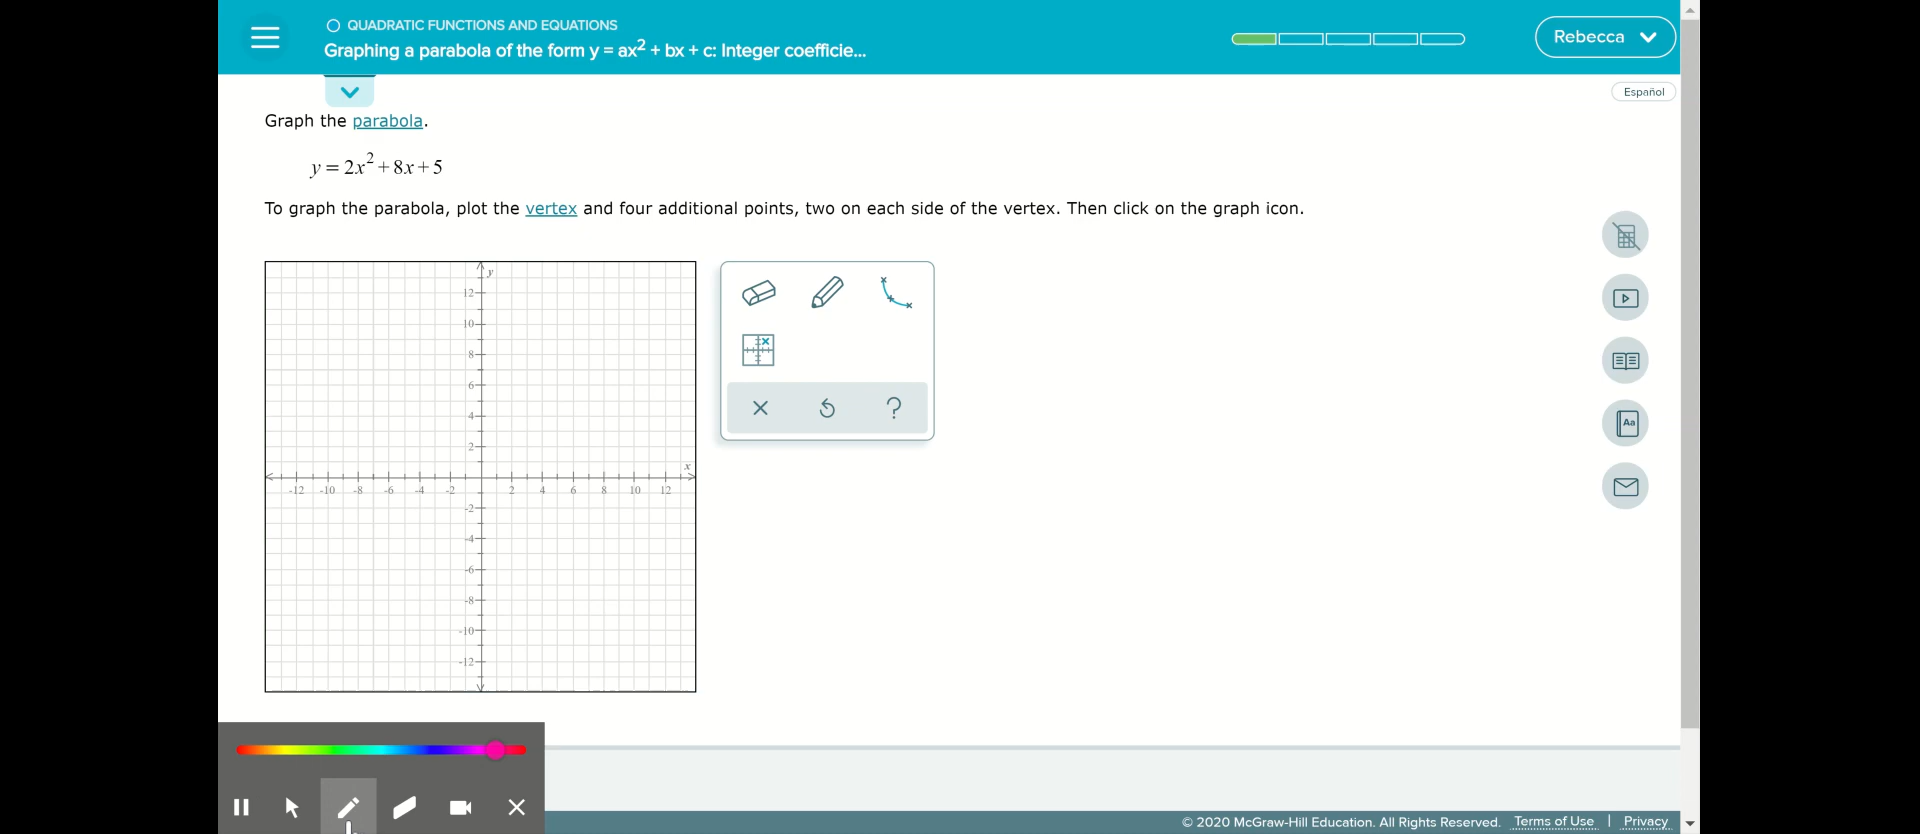 QUADRATIC FUNCTIONS AND EQUATIONS
Graphing a parabola of the form y = ax² + bx + c: Integer coefficie...
Rebecca
Español
Graph the parabola.
y = 2x² + 8x + 5
To graph the parabola, plot the vertex and four additional points, two on each side of the vertex. Then click on the graph icon.
y
12
10
8
6
4
2
x
-12 -10 -8 -6 -4 -2 2 4 6 8 10 12
-2
-4
-6
-8
-10
-12
?
Aa
© 2020 McGraw-Hill Education. All Rights Reserved. Terms of Use | Privacy